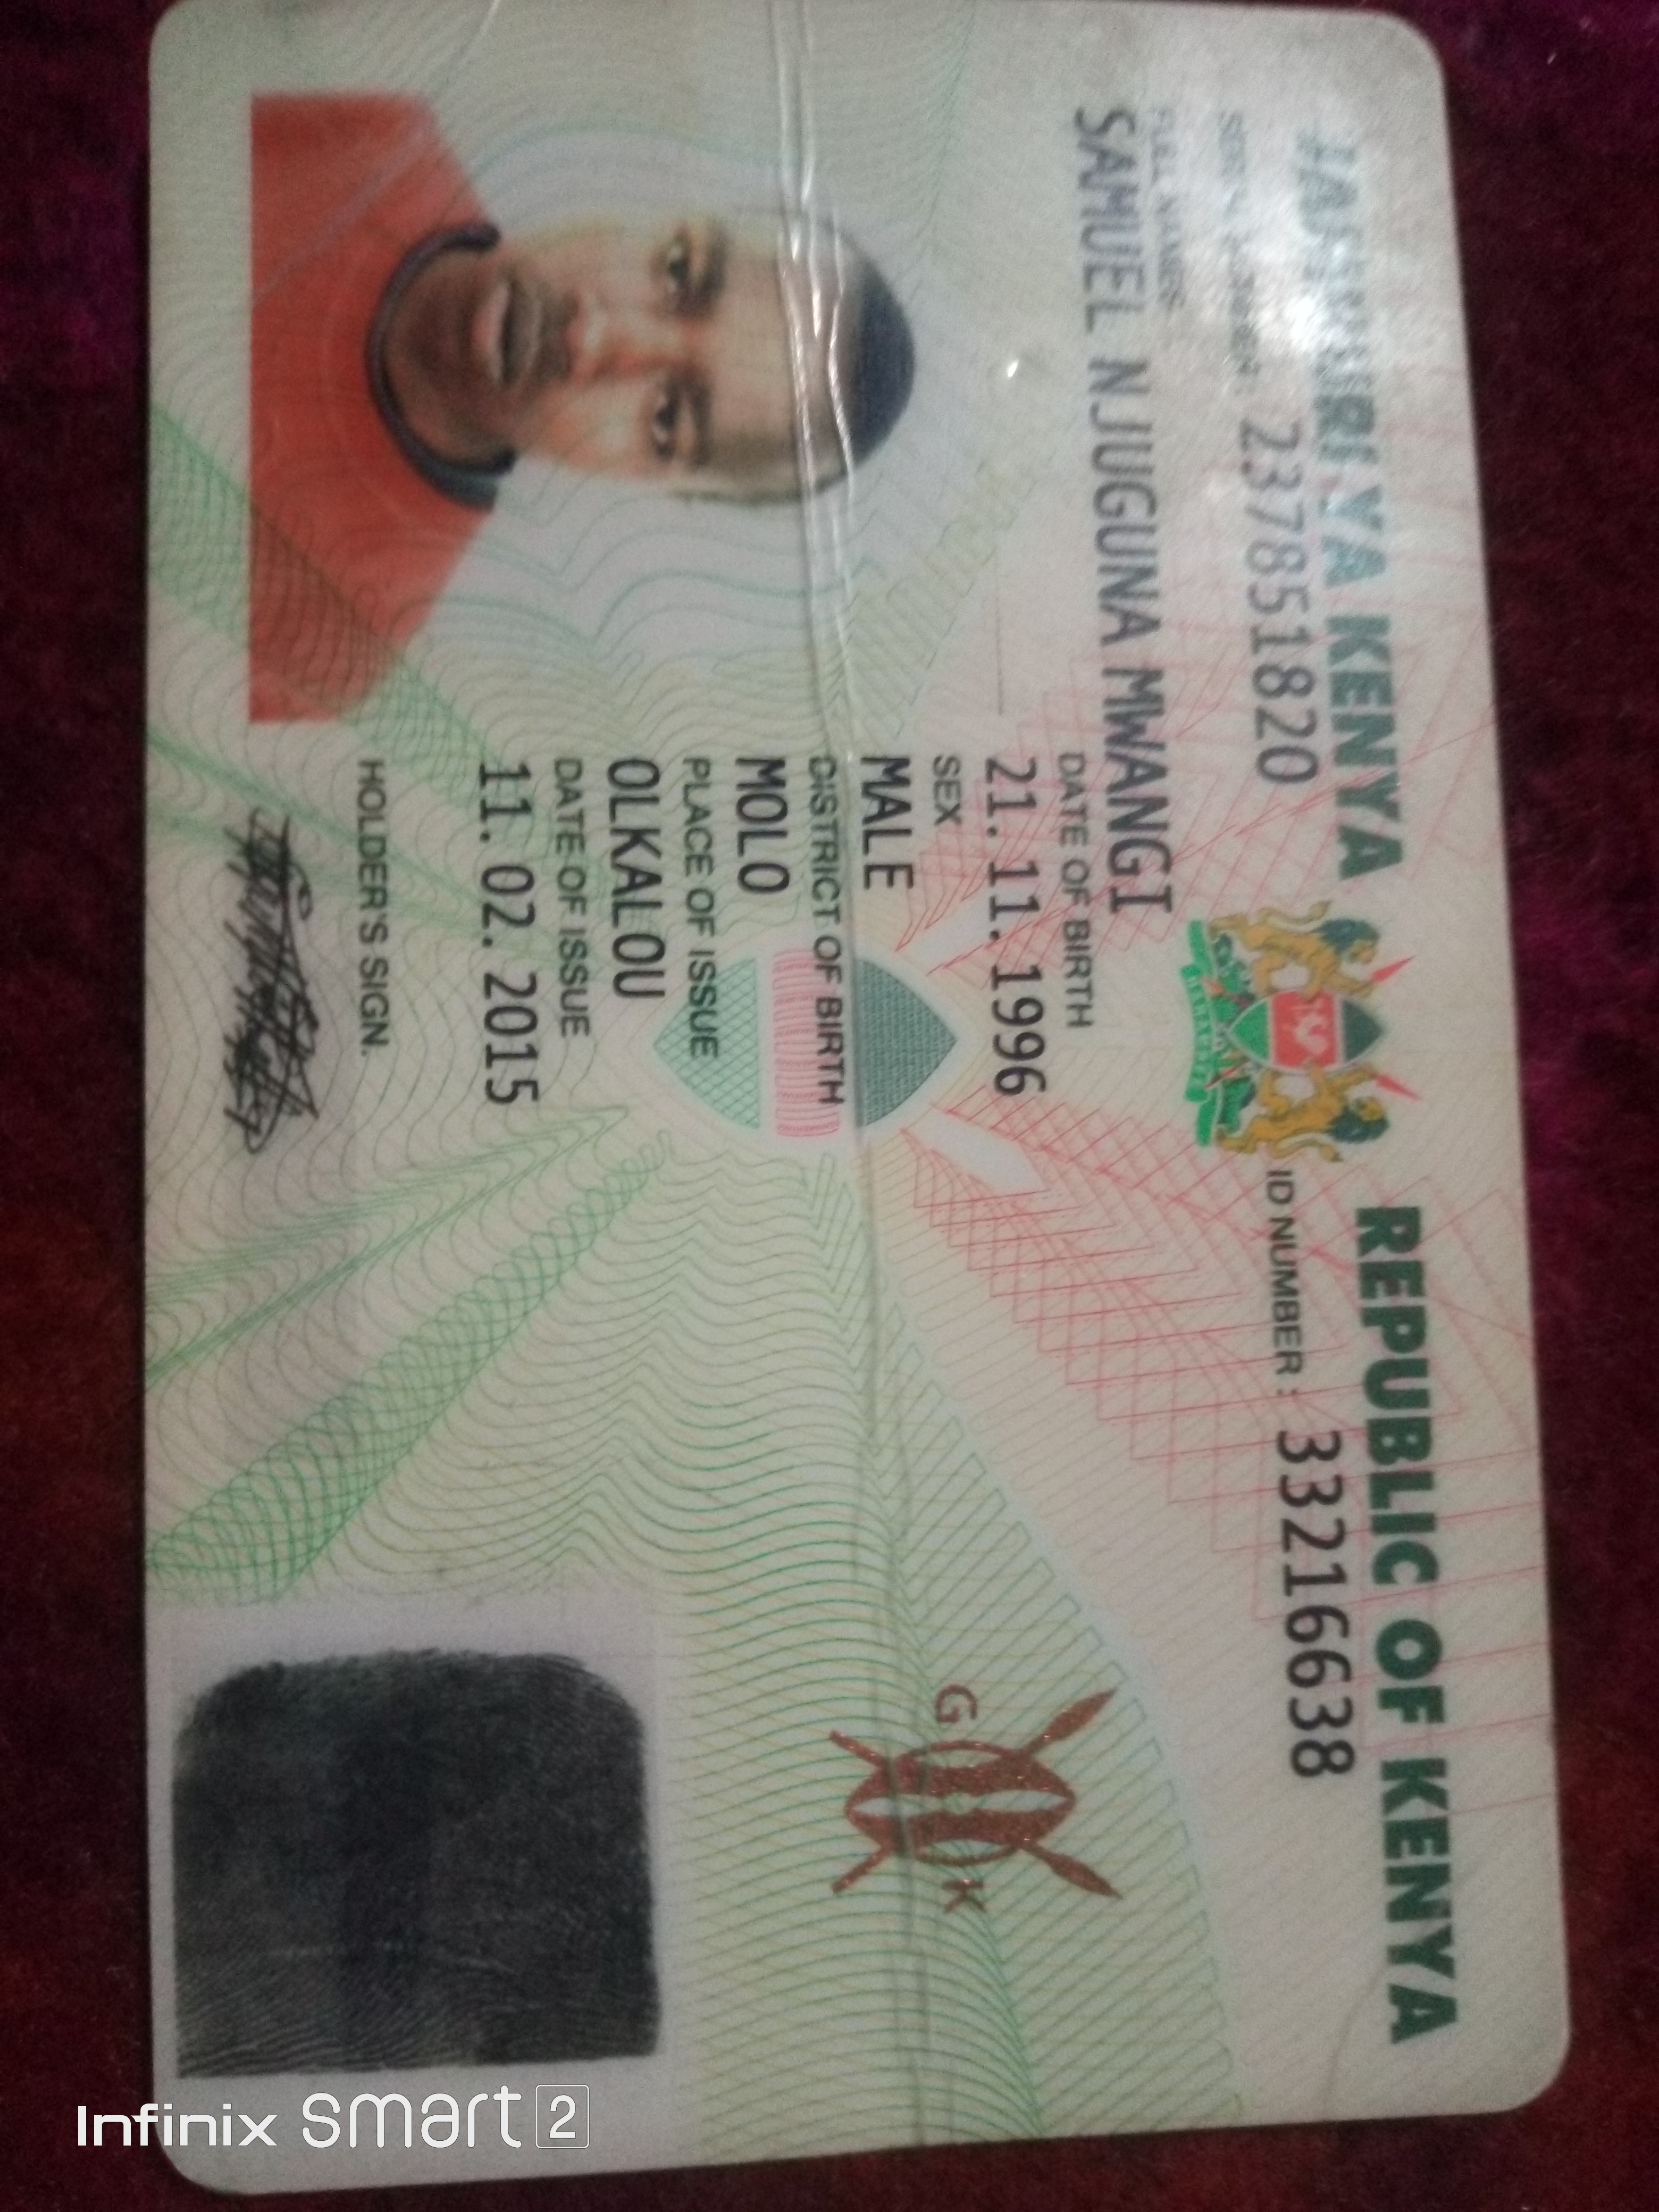 JAMHURI YA KENYA REPUBLIC OF KENYA
SERIAL NUMBER: 237851820 ID NUMBER: 33216638
FULL NAMES
SAMUEL NJUGUNA MWANGI
DATE OF BIRTH
21.11.1996
SEX
MALE
DISTRICT OF BIRTH
MOLO
PLACE OF ISSUE
OLKALOU
DATE OF ISSUE
11.02.2015
HOLDER'S SIGN.
G K
Infinix smart 2